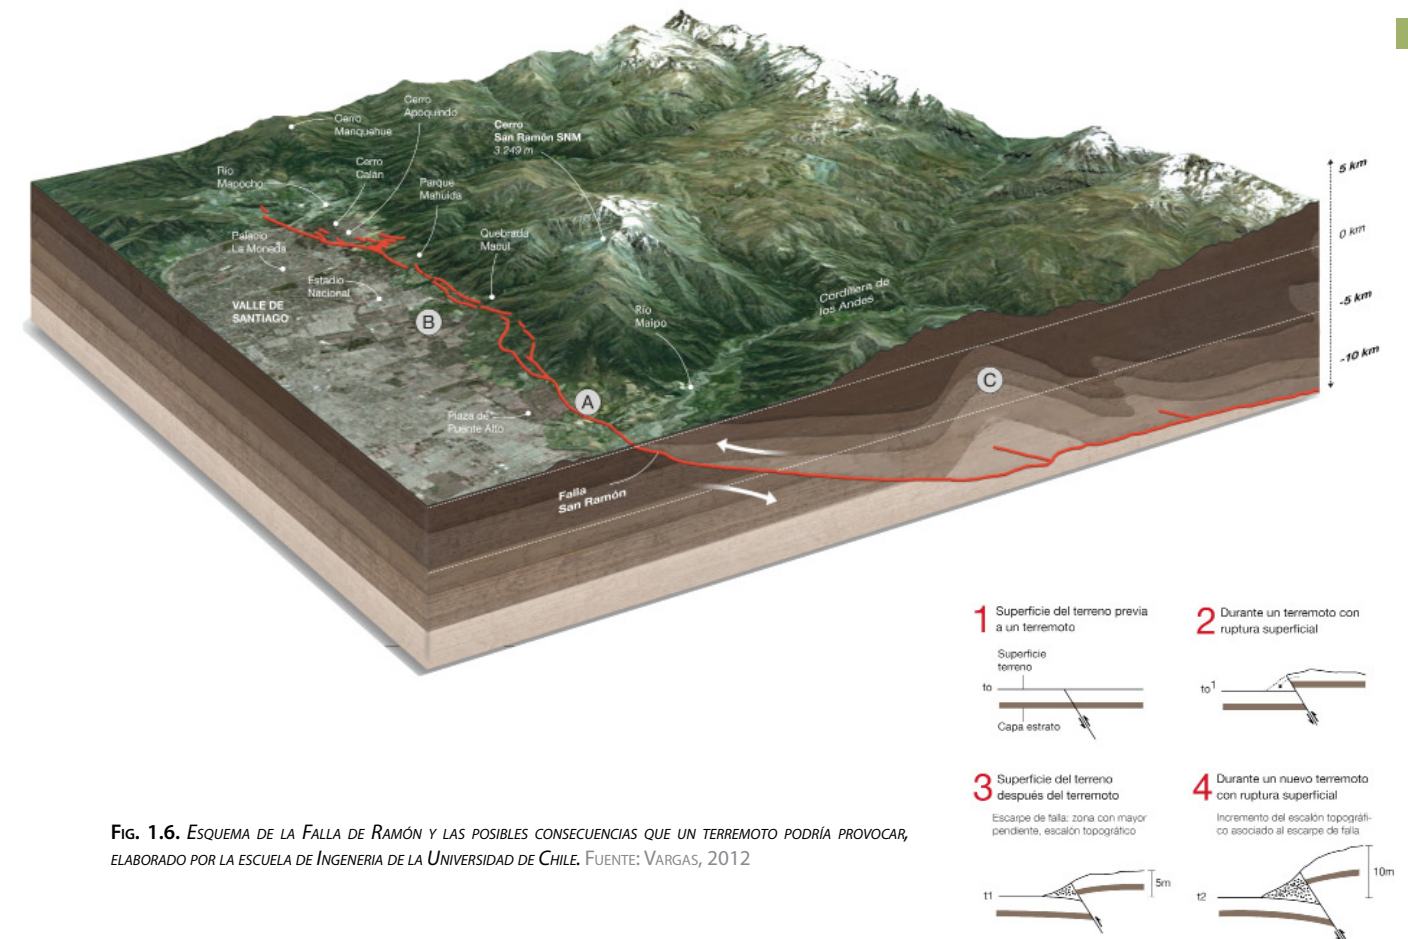 Cerro
Apoquindo
Cerro
Manquehue
Cerro
San Ramón SNM
3.249 m
Cerro
Calán
Río
Mapocho
Parque
Mahuida
Palacio
La Moneda
Quebrada
Macul
Estadio
Nacional
VALLE DE
SANTIAGO
B
Río
Maipo
Cordillera de
los Andes
5 km
0 km
-5 km
-10 km
C
A
Plaza de
Puente Alto
Falla
San Ramón
1 Superficie del terreno previa
a un terremoto
Superficie
terreno
to
Capa estrato
2 Durante un terremoto con
ruptura superficial
to1
3 Superficie del terreno
después del terremoto
Escarpe de falla: zona con mayor
pendiente, escalón topográfico
t1
5m
4 Durante un nuevo terremoto
con ruptura superficial
Incremento del escalón topográfi-
co asociado al escarpe de falla
t2
10m
FIG. 1.6. ESQUEMA DE LA FALLA DE RAMÓN Y LAS POSIBLES CONSECUENCIAS QUE UN TERREMOTO PODRÍA PROVOCAR,
ELABORADO POR LA ESCUELA DE INGENERIA DE LA UNIVERSIDAD DE CHILE. FUENTE: VARGAS, 2012